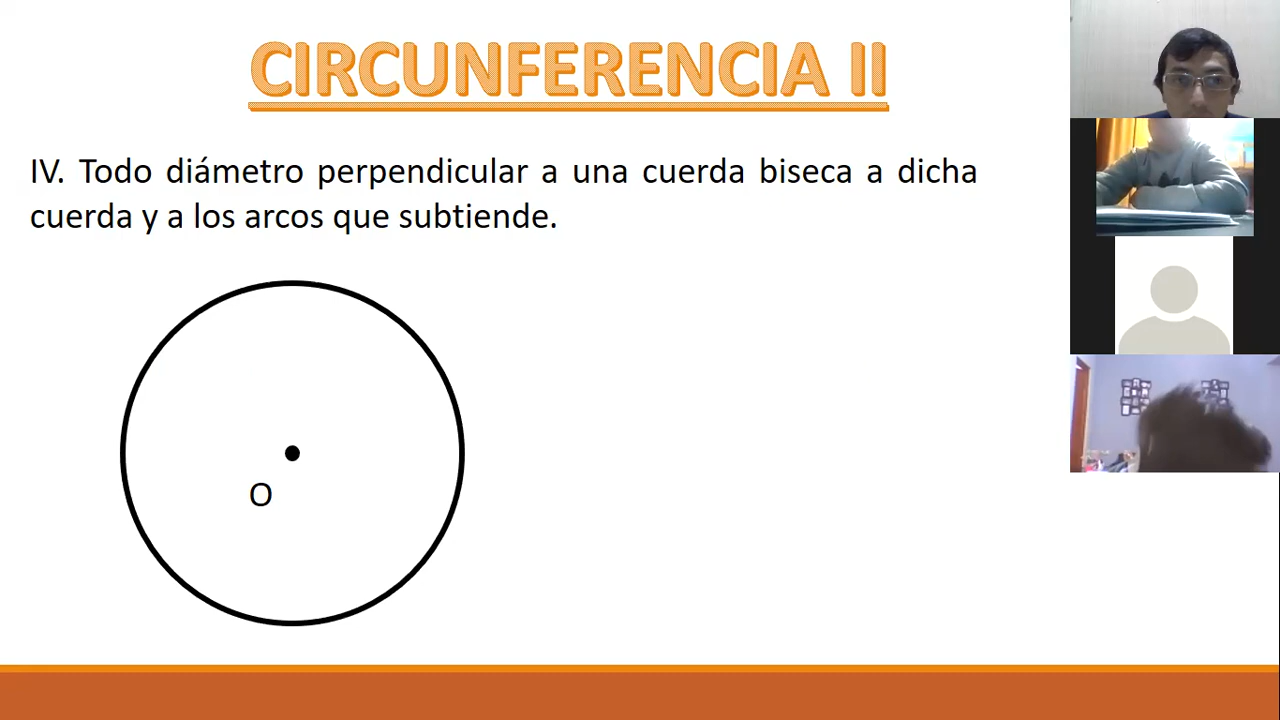 CIRCUNFERENCIA II
IV. Todo diámetro perpendicular a una cuerda biseca a dicha
cuerda y a los arcos que subtiende.
O